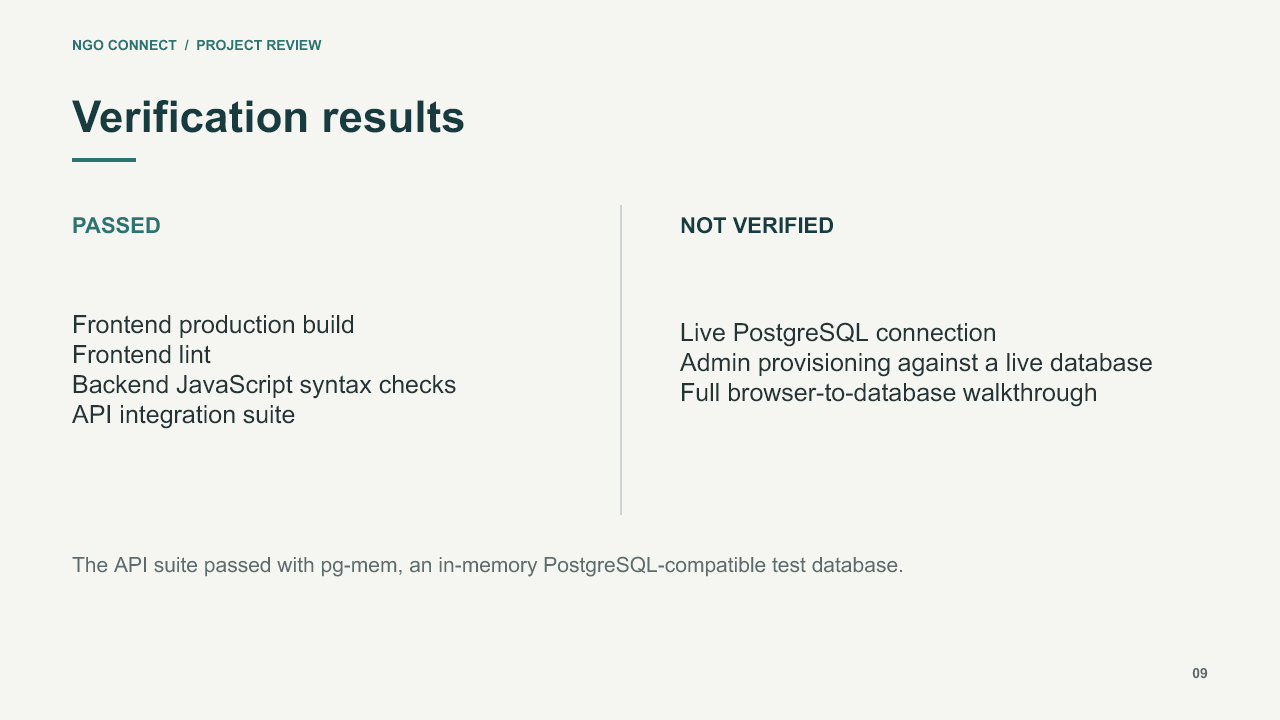 NGO CONNECT / PROJECT REVIEW
Verification results
PASSED
Frontend production build
Frontend lint
Backend JavaScript syntax checks
API integration suite
NOT VERIFIED
Live PostgreSQL connection
Admin provisioning against a live database
Full browser-to-database walkthrough
The API suite passed with pg-mem, an in-memory PostgreSQL-compatible test database.
09